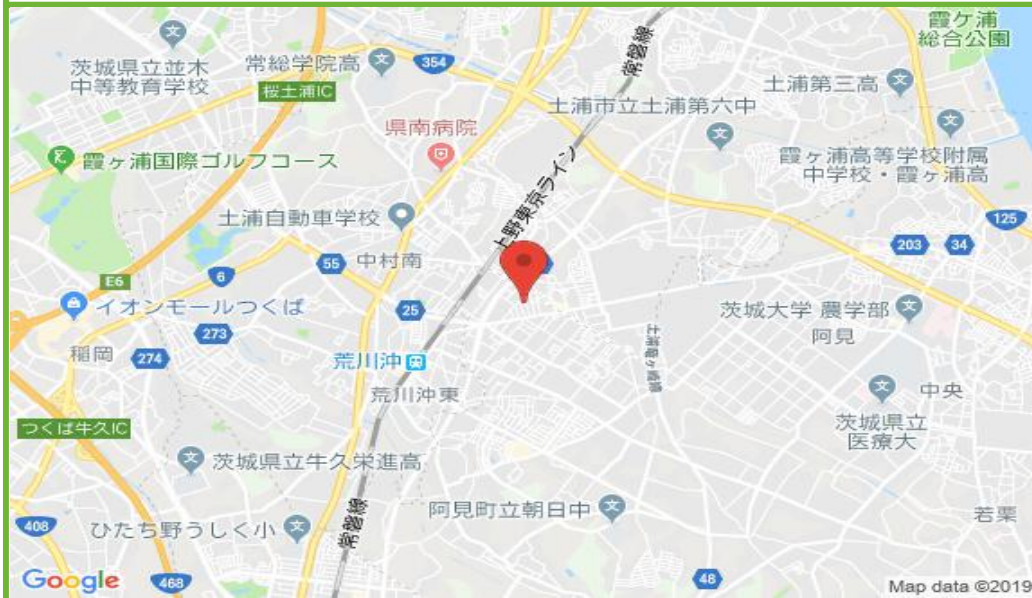 霞ケ浦
総合公園
常磐線
茨城県立並木
中等教育学校
常総学院高
354
桜土浦IC
土浦第三高
土浦市立土浦第六中
県南病院
霞ヶ浦国際ゴルフコース
霞ヶ浦高等学校附属
中学校・霞ヶ浦高
上野東京ライン
土浦自動車学校
125
203
34
中村南
55
6
E6
イオンモールつくば
25
茨城大学 農学部
阿見
273
稲岡
274
荒川沖
土浦竜ヶ崎線
荒川沖東
中央
つくば牛久IC
茨城県立
医療大
茨城県立牛久栄進高
阿見町立朝日中
若栗
408
ひたち野うしく小
常磐線
Google
468
48
Map data ©2019